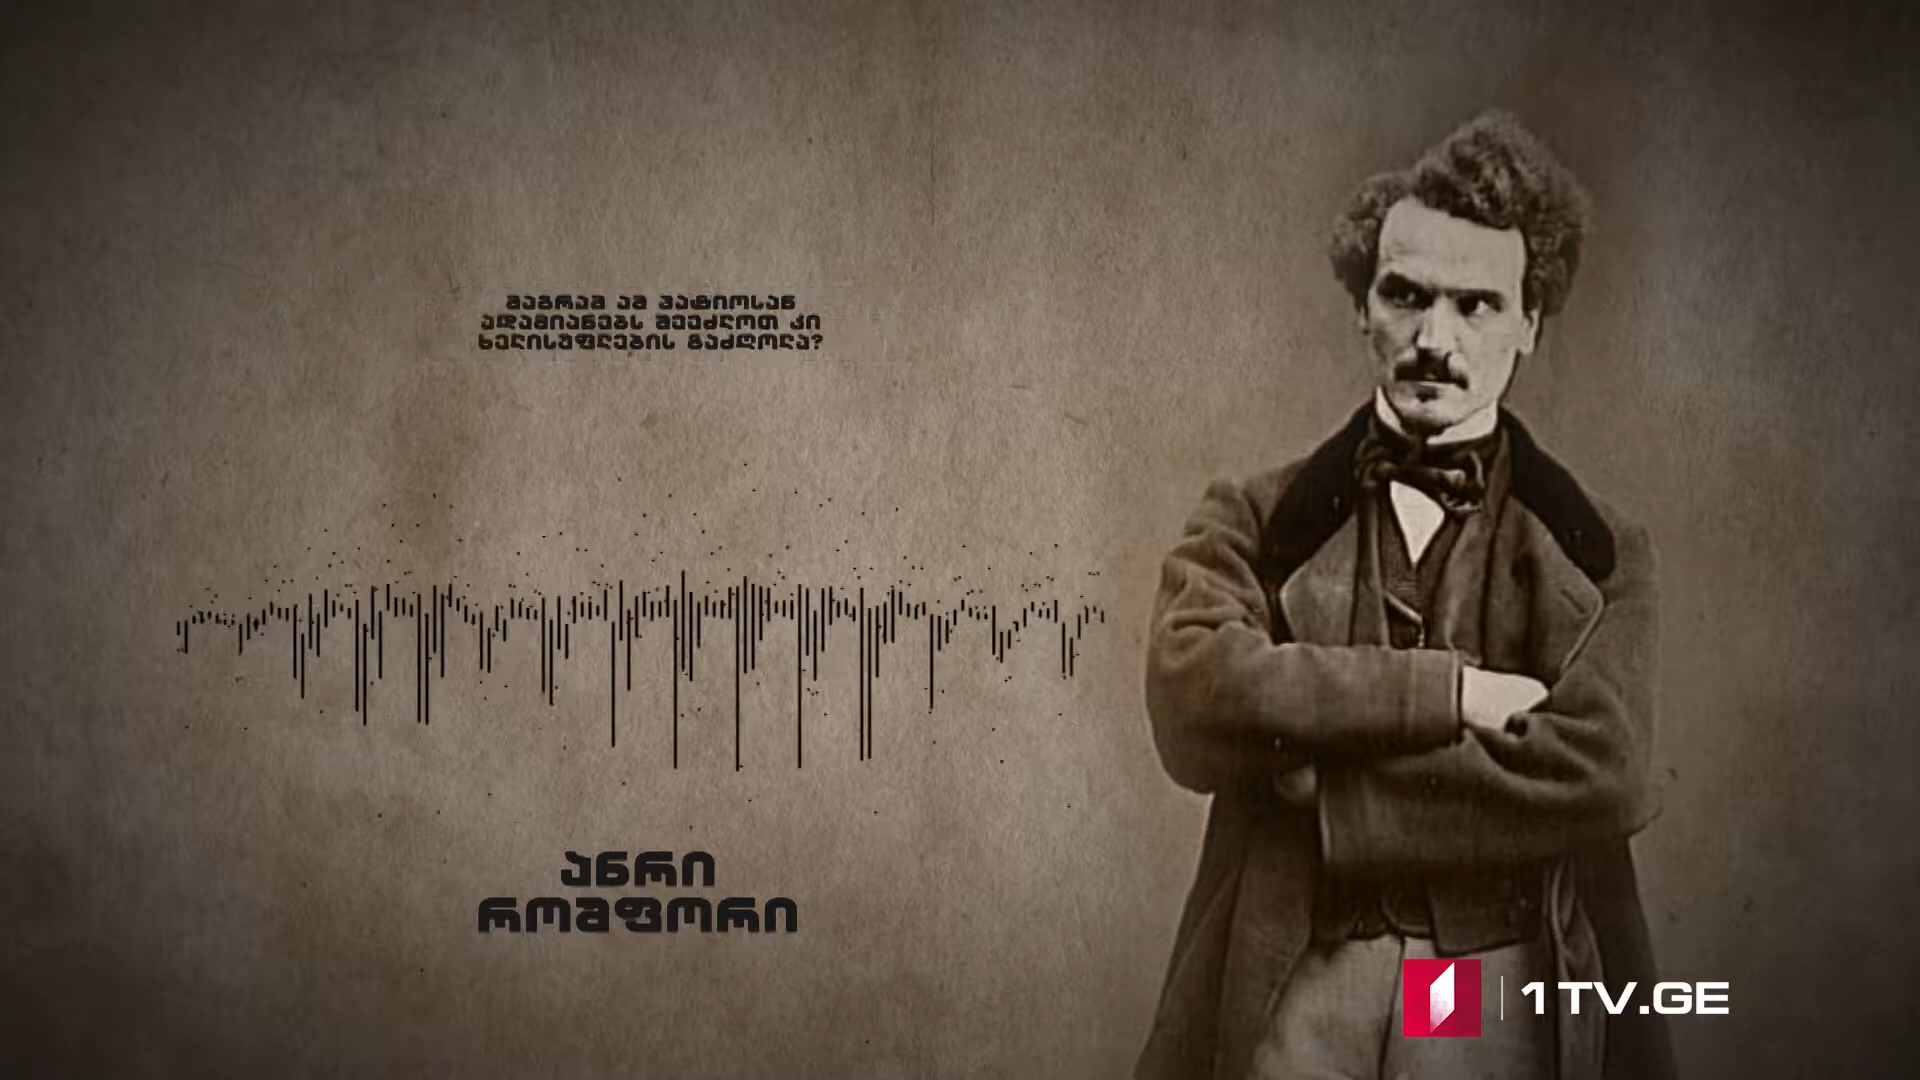 მაგრამ ამ პატიოსან
ადამიანებს შეეძლოთ კი
ხელისუფლების გაძღოლა?
ანრი
როშფორი
1TV.GE